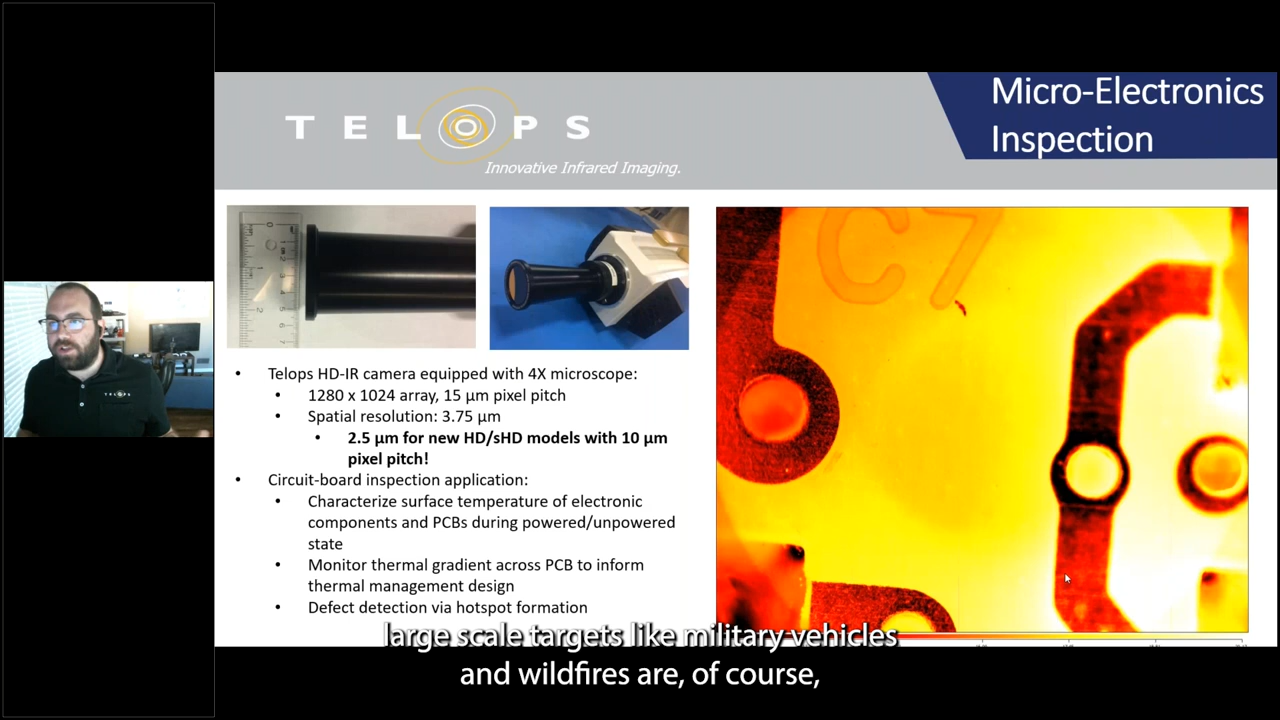 TELOPS
Innovative Infrared Imaging.
Micro-Electronics
Inspection
C7
• Telops HD-IR camera equipped with 4X microscope:
• 1280 x 1024 array, 15 µm pixel pitch
• Spatial resolution: 3.75 µm
• 2.5 µm for new HD/sHD models with 10 µm
pixel pitch!
• Circuit-board inspection application:
• Characterize surface temperature of electronic
components and PCBs during powered/unpowered
state
• Monitor thermal gradient across PCB to inform
thermal management design
• Defect detection via hotspot formation
TELOPS
large scale targets like military vehicles
and wildfires are, of course,